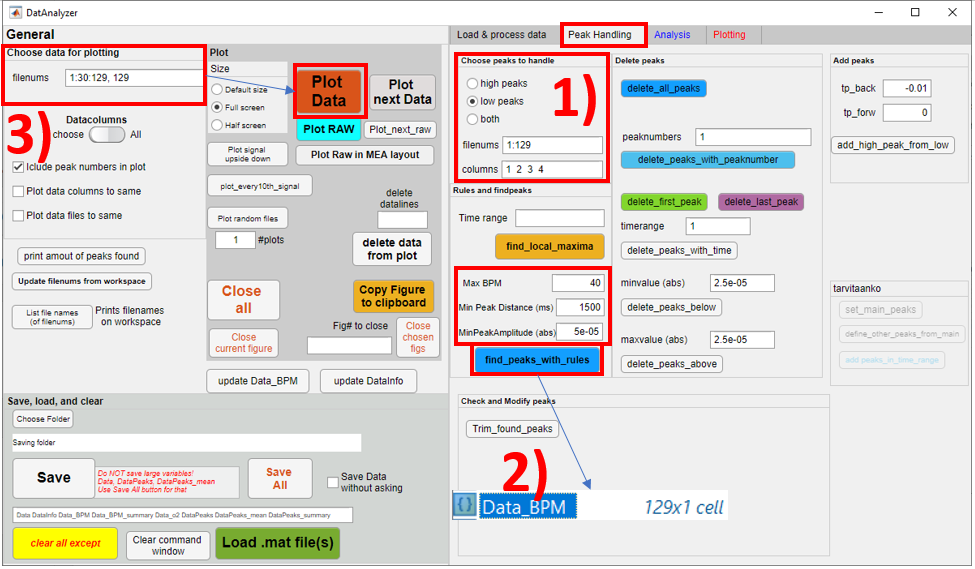 DatAnalyzer
General
Choose data for plotting
filenums
1:30:129, 129
3)
Datacolumns
choose
All
Iclude peak numbers in plot
Plot data columns to same
Plot data files to same
print amout of peaks found
Update filenums from workspace
List file names
(of filenums)
Prints filenames
on workspace
Plot
Size
Default size
Full screen
Half screen
Plot
Data
Plot
next Data
Plot RAW
Plot_next_raw
Plot signal
upside down
Plot Raw in MEA layout
plot_every10th_signal
Plot random files
1
#plots
delete
datalines
delete data
from plot
Close
all
Copy Figure
to clipboard
Close
current figure
Fig# to close
Close
chosen
figs
update Data_BPM
update DataInfo
Save, load, and clear
Choose Folder
Saving folder
Save
Do NOT save large variables!
Data, DataPeaks, DataPeaks_mean
Use Save All button for that
Save
All
Save Data
without asking
Data DataInfo Data_BPM Data_BPM_summary Data_o2 DataPeaks DataPeaks_mean DataPeaks_summary
clear all except
Clear command
window
Load .mat file(s)
Load & process data
Peak Handling
Analysis
Plotting
Choose peaks to handle
high peaks
low peaks
both
1)
filenums
1:129
columns
1 2 3 4
Rules and findpeaks
Time range
find_local_maxima
Max BPM
40
Min Peak Distance (ms)
1500
MinPeakAmplitude (abs)
5e-05
find_peaks_with_rules
Delete peaks
delete_all_peaks
peaknumbers
1
delete_peaks_with_peaknumber
delete_first_peak
delete_last_peak
timerange
1
delete_peaks_with_time
minvalue (abs)
2.5e-05
delete_peaks_below
maxvalue (abs)
2.5e-05
delete_peaks_above
Add peaks
tp_back
-0.01
tp_forw
0
add_high_peak_from_low
tarvitaanko
set_main_peaks
define_other_peaks_from_main
add peaks_in_time_range
Check and Modify peaks
Trim_found_peaks
2)
{} Data_BPM
129x1 cell